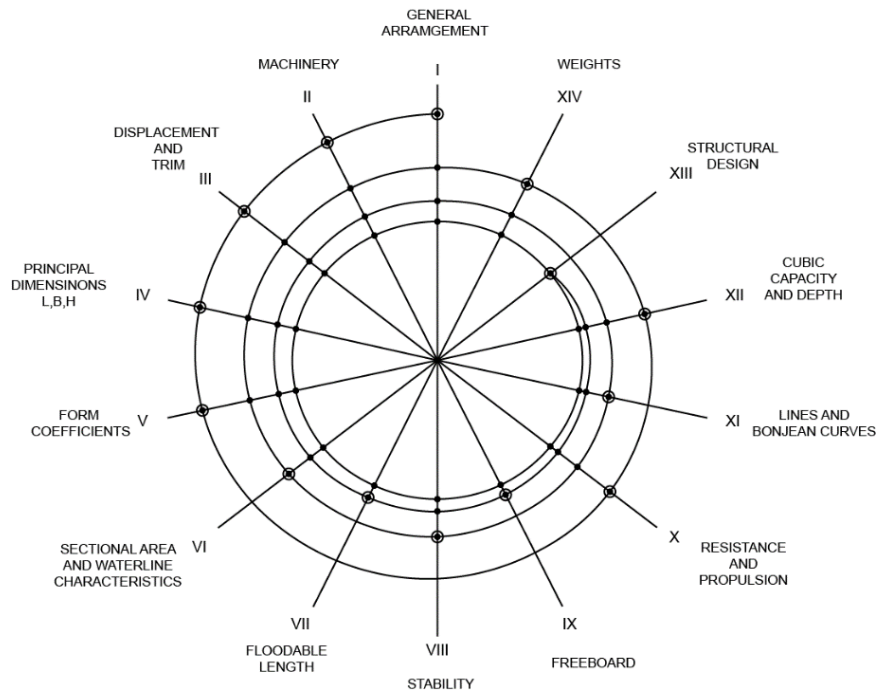 GENERAL
ARRAMGEMENT
I
MACHINERY
II
DISPLACEMENT
AND
TRIM
III
PRINCIPAL
DIMENSINONS
L,B,H
IV
FORM
COEFFICIENTS
V
SECTIONAL AREA
AND WATERLINE
CHARACTERISTICS
VI
VII
FLOODABLE
LENGTH
VIII
STABILITY
IX
FREEBOARD
X
RESISTANCE
AND
PROPULSION
XI
LINES AND
BONJEAN CURVES
XII
CUBIC
CAPACITY
AND DEPTH
XIII
STRUCTURAL
DESIGN
WEIGHTS
XIV